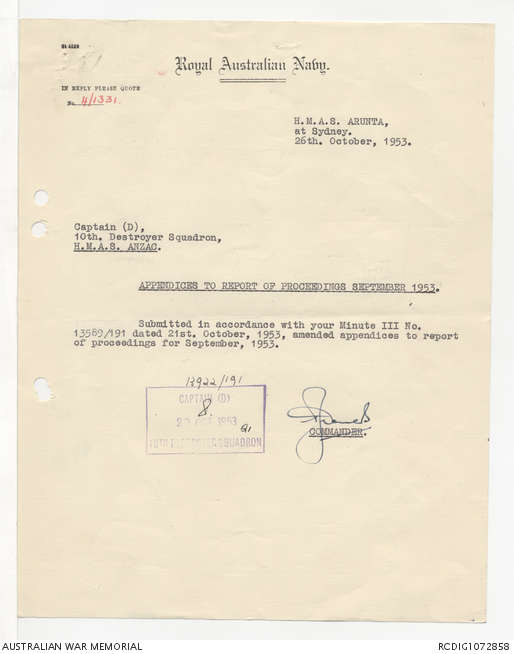 Royal Australian Navy.
IN REPLY PLEASE QUOTE
No. 4/1331.
H.M.A.S. ARUNTA,
at Sydney.
26th. October, 1953.
Captain (D),
10th. Destroyer Squadron,
H.M.A.S. ANZAC.
APPENDICES TO REPORT OF PROCEEDINGS SEPTEMBER 1953.
Submitted in accordance with your Minute III No.
13589/191 dated 21st. October, 1953, amended appendices to report
of proceedings for September, 1953.
13922/191
CAPTAIN (D)
8.
OCT 1953
10TH DESTROYER SQUADRON
COMMANDER.
AUSTRALIAN WAR MEMORIAL
RCDIG1072858